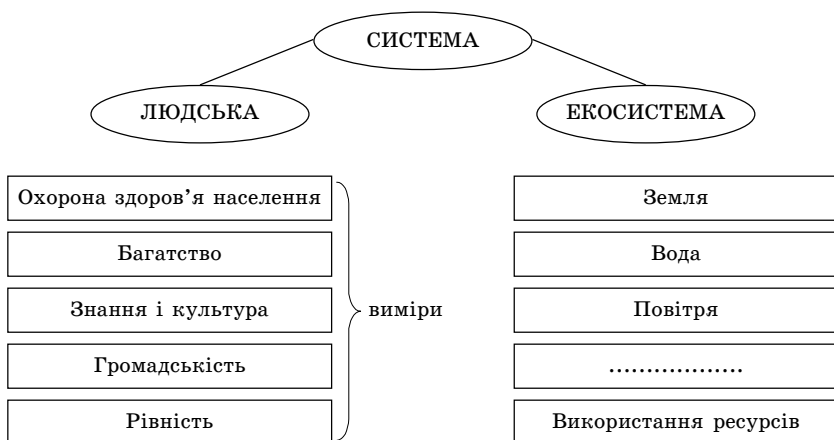 СИСТЕМА
ЛЮДСЬКА
ЕКОСИСТЕМА
Охорона здоров’я населення
Багатство
Знання і культура
Громадськість
Рівність
виміри
Земля
Вода
Повітря
..................
Використання ресурсів